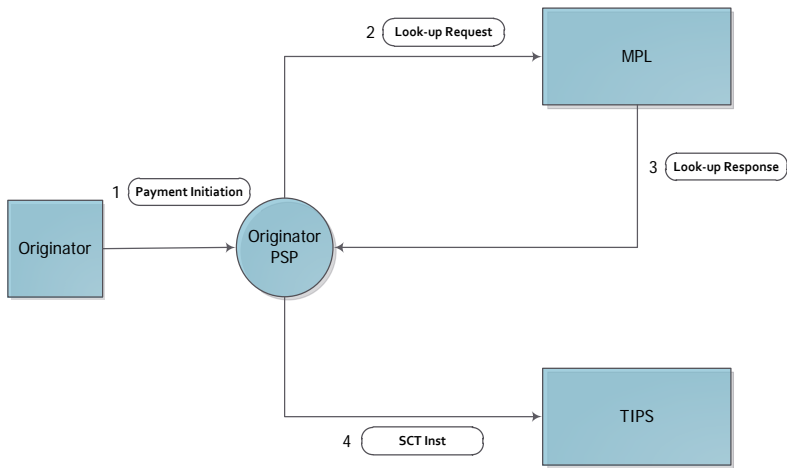 2 Look-up Request
MPL
3 Look-up Response
1 Payment Initiation
Originator
Originator
PSP
TIPS
4 SCT Inst